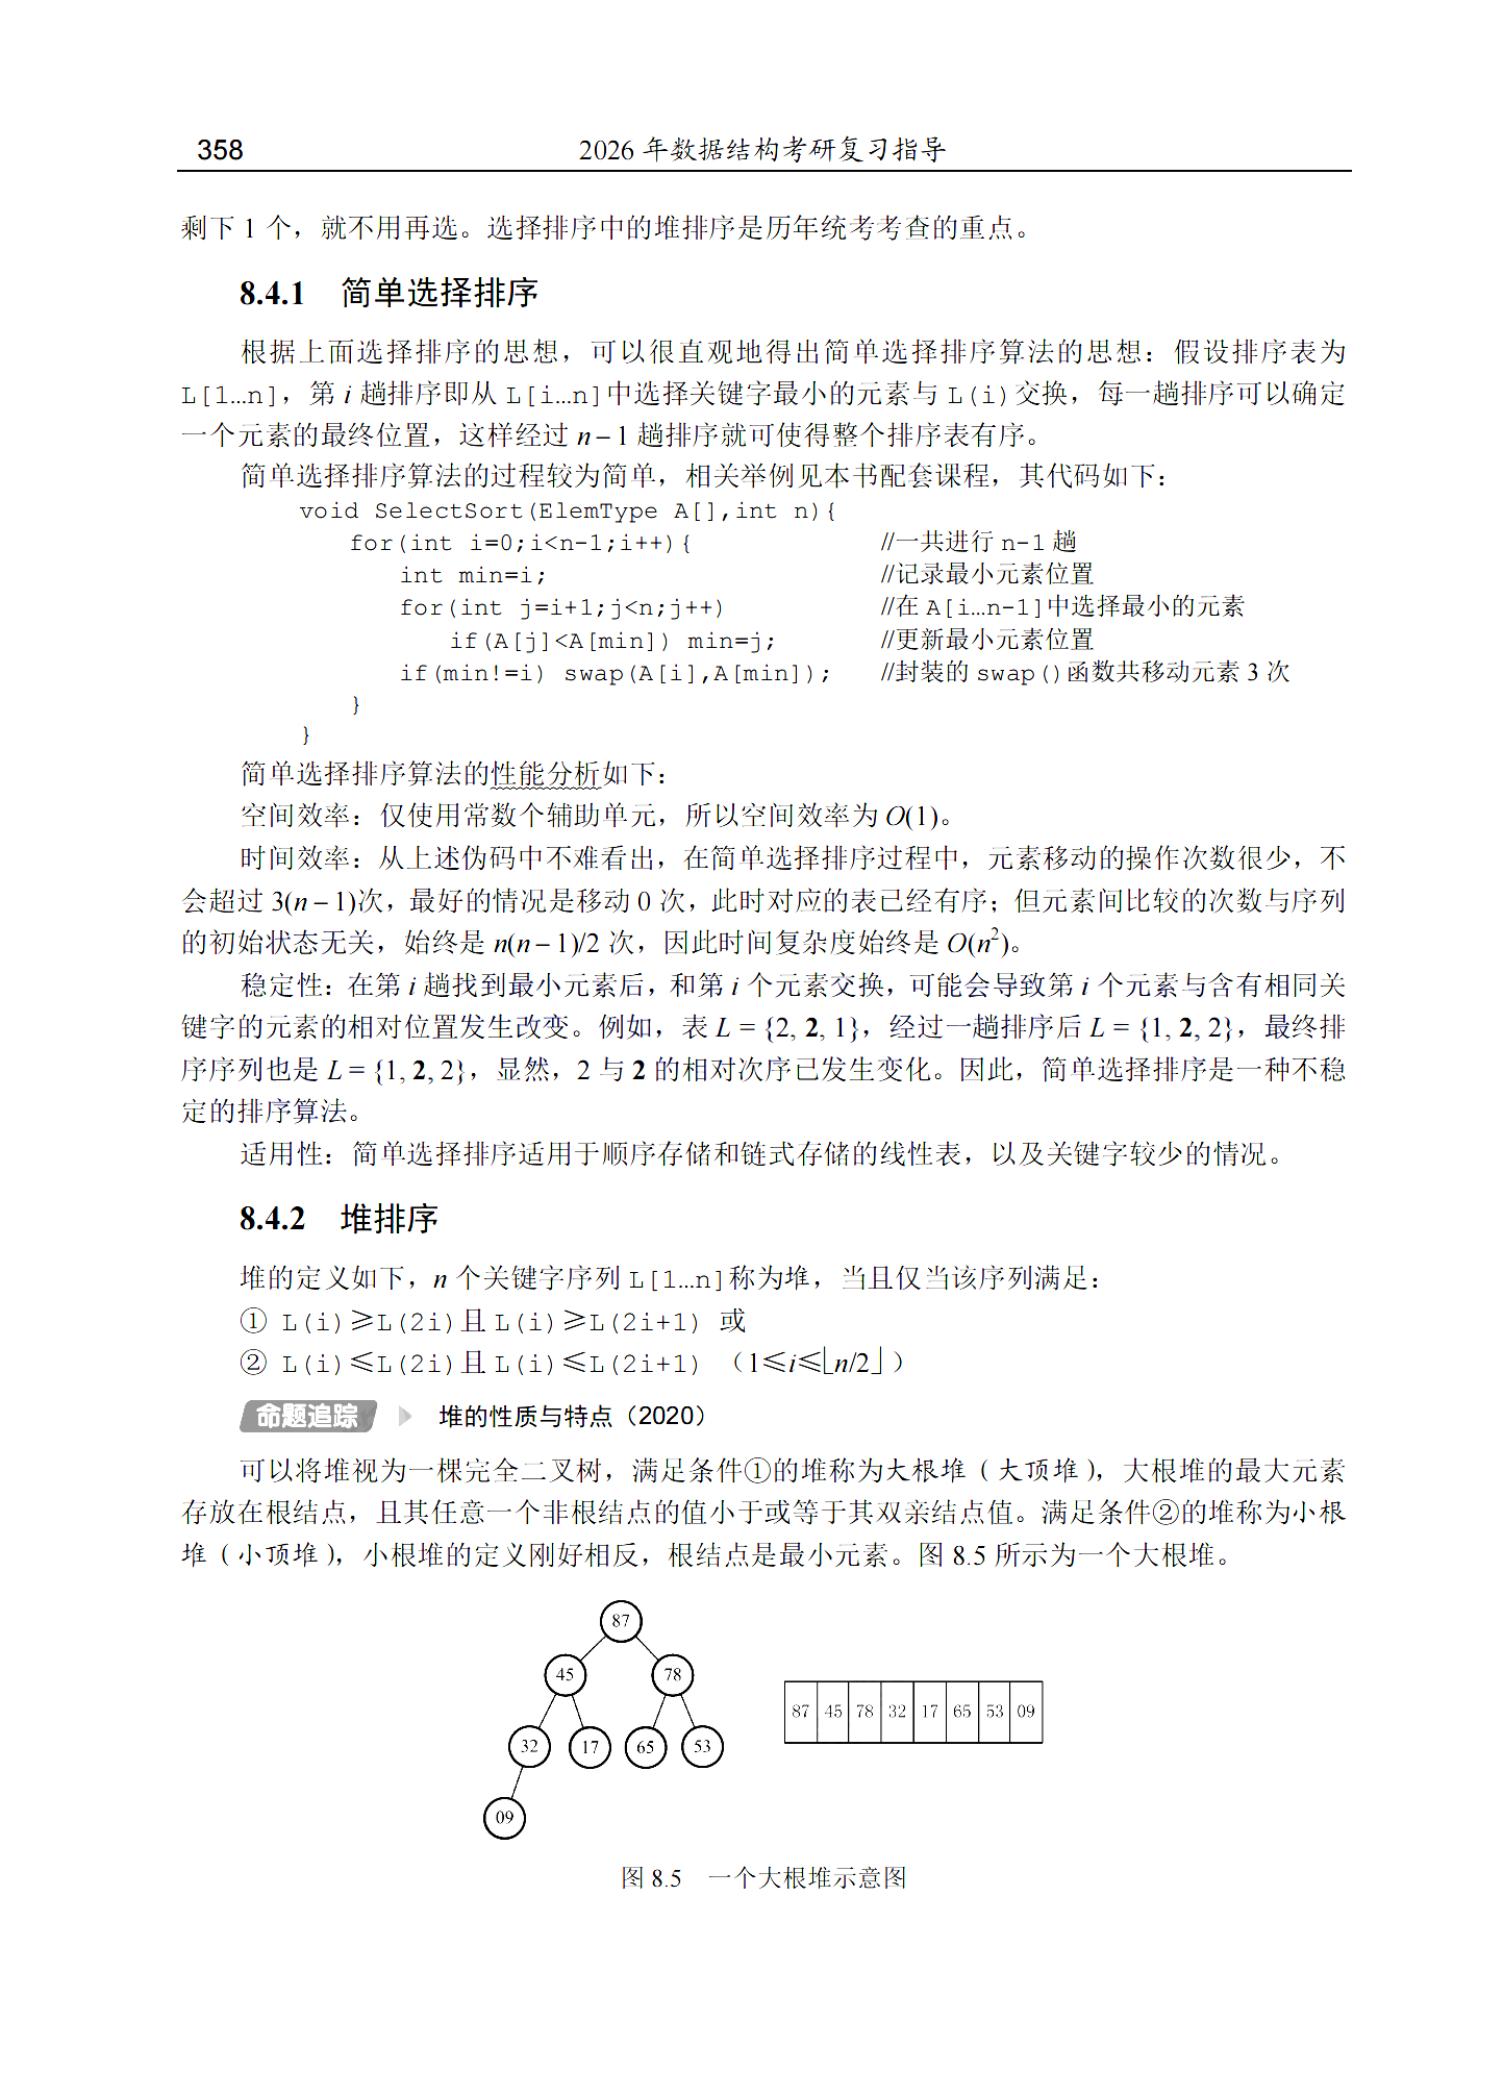 358
2026 年数据结构考研复习指导
剩下 1 个，就不用再选。选择排序中的堆排序是历年统考考查的重点。
8.4.1 简单选择排序
根据上面选择排序的思想，可以很直观地得出简单选择排序算法的思想：假设排序表为
L[1…n]，第 i 趟排序即从 L[i…n]中选择关键字最小的元素与 L(i)交换，每一趟排序可以确定
一个元素的最终位置，这样经过 n – 1 趟排序就可使得整个排序表有序。
简单选择排序算法的过程较为简单，相关举例见本书配套课程，其代码如下：
void SelectSort(ElemType A[],int n){
for(int i=0;i<n-1;i++){ //一共进行 n-1 趟
int min=i; //记录最小元素位置
for(int j=i+1;j<n;j++) //在 A[i…n-1]中选择最小的元素
if(A[j]<A[min]) min=j; //更新最小元素位置
if(min!=i) swap(A[i],A[min]); //封装的 swap()函数共移动元素 3 次
}
}
简单选择排序算法的性能分析如下：
空间效率：仅使用常数个辅助单元，所以空间效率为 O(1)。
时间效率：从上述伪码中不难看出，在简单选择排序过程中，元素移动的操作次数很少，不
会超过 3(n – 1)次，最好的情况是移动 0 次，此时对应的表已经有序；但元素间比较的次数与序列
的初始状态无关，始终是 n(n – 1)/2 次，因此时间复杂度始终是 O(n²)。
稳定性：在第 i 趟找到最小元素后，和第 i 个元素交换，可能会导致第 i 个元素与含有相同关
键字的元素的相对位置发生改变。例如，表 L = {2, 2, 1}，经过一趟排序后 L = {1, 2, 2}，最终排
序序列也是 L = {1, 2, 2}，显然，2 与 2 的相对次序已发生变化。因此，简单选择排序是一种不稳
定的排序算法。
适用性：简单选择排序适用于顺序存储和链式存储的线性表，以及关键字较少的情况。
8.4.2 堆排序
堆的定义如下，n 个关键字序列 L[1…n]称为堆，当且仅当该序列满足：
① L(i)≥L(2i)且 L(i)≥L(2i+1) 或
② L(i)≤L(2i)且 L(i)≤L(2i+1) （1≤i≤⌊n/2⌋）
命题追踪 堆的性质与特点（2020）
可以将堆视为一棵完全二叉树，满足条件①的堆称为大根堆（大顶堆），大根堆的最大元素
存放在根结点，且其任意一个非根结点的值小于或等于其双亲结点值。满足条件②的堆称为小根
堆（小顶堆），小根堆的定义刚好相反，根结点是最小元素。图 8.5 所示为一个大根堆。
87
45 78
32 17 65 53
09
87 45 78 32 17 65 53 09
图 8.5 一个大根堆示意图